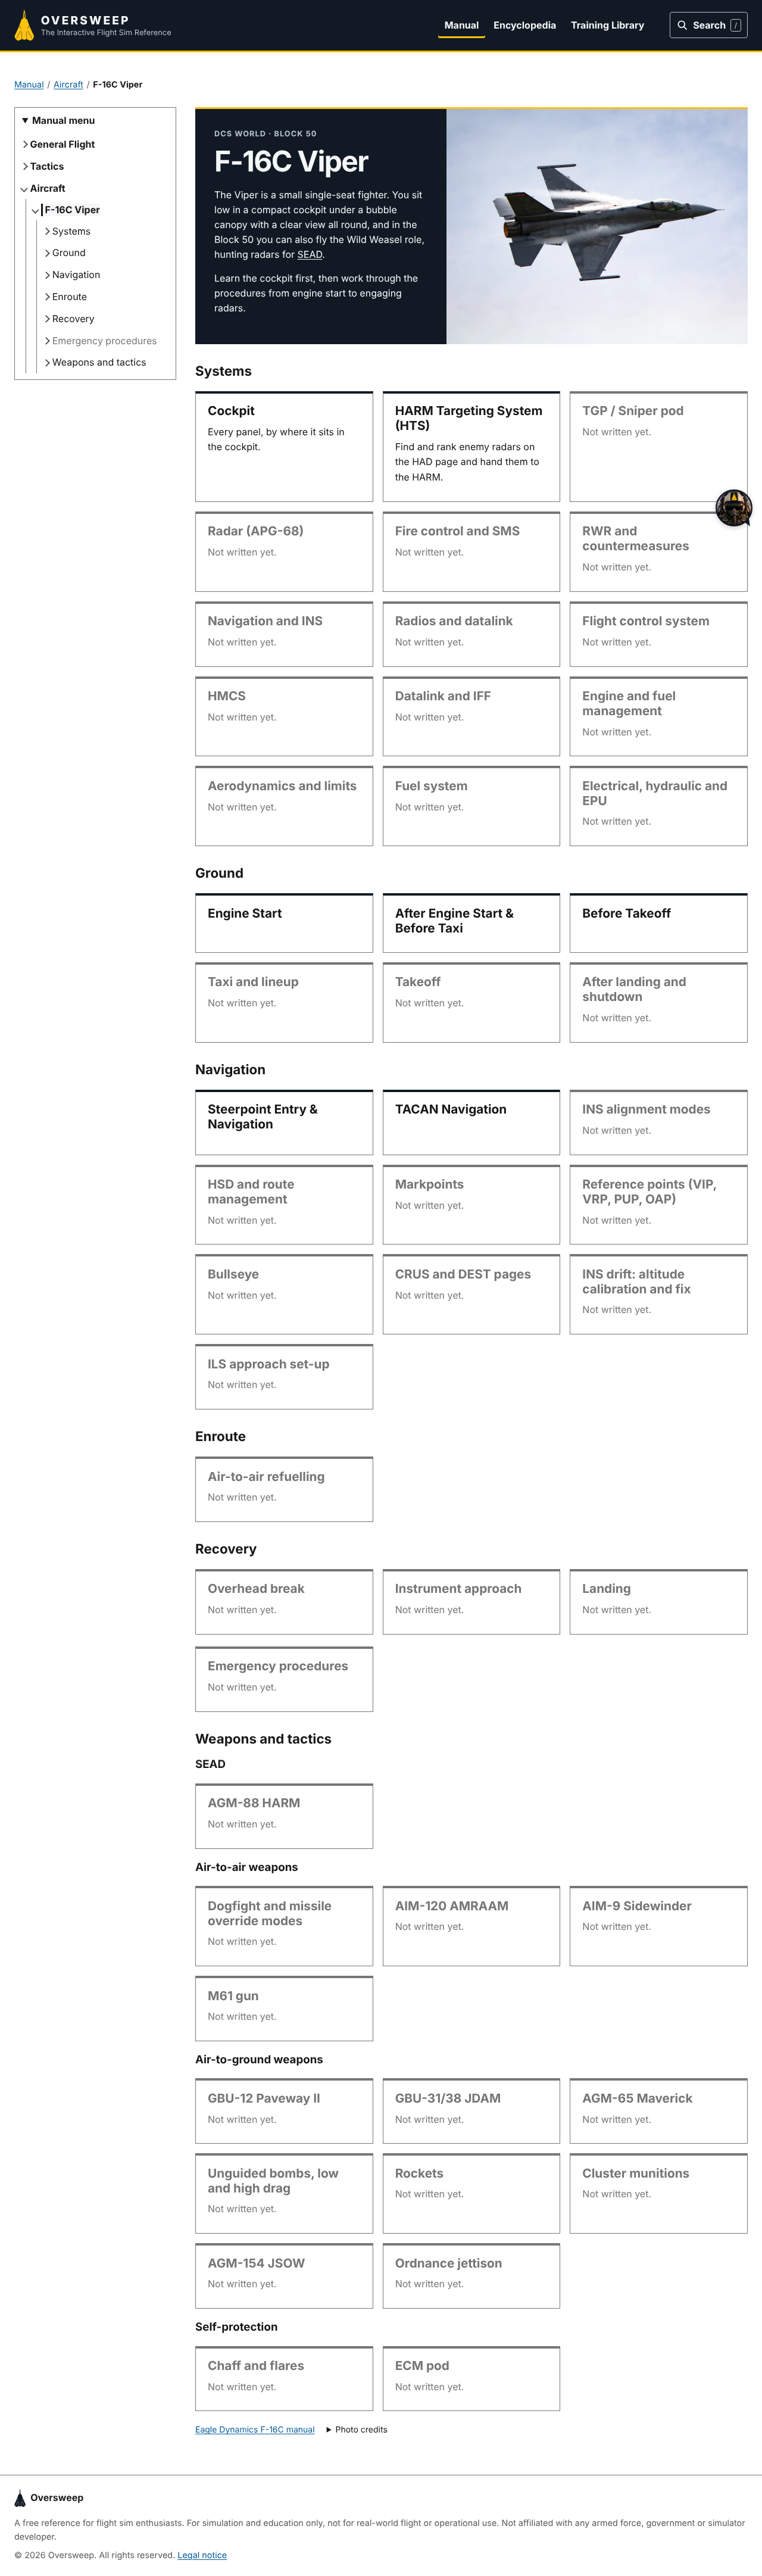 OVERSWEEP
The Interactive Flight Sim Reference
Manual
Encyclopedia
Training Library
Search /
Manual / Aircraft / F-16C Viper
Manual menu
General Flight
Tactics
Aircraft
F-16C Viper
Systems
Ground
Navigation
Enroute
Recovery
Emergency procedures
Weapons and tactics
DCS WORLD · BLOCK 50
F-16C Viper
The Viper is a small single-seat fighter. You sit
low in a compact cockpit under a bubble
canopy with a clear view all round, and in the
Block 50 you can also fly the Wild Weasel role,
hunting radars for SEAD.
Learn the cockpit first, then work through the
procedures from engine start to engaging
radars.
Systems
Cockpit
Every panel, by where it sits in
the cockpit.
HARM Targeting System
(HTS)
Find and rank enemy radars on
the HAD page and hand them to
the HARM.
TGP / Sniper pod
Not written yet.
Radar (APG-68)
Not written yet.
Fire control and SMS
Not written yet.
RWR and
countermeasures
Not written yet.
Navigation and INS
Not written yet.
Radios and datalink
Not written yet.
Flight control system
Not written yet.
HMCS
Not written yet.
Datalink and IFF
Not written yet.
Engine and fuel
management
Not written yet.
Aerodynamics and limits
Not written yet.
Fuel system
Not written yet.
Electrical, hydraulic and
EPU
Not written yet.
Ground
Engine Start
After Engine Start &
Before Taxi
Before Takeoff
Taxi and lineup
Not written yet.
Takeoff
Not written yet.
After landing and
shutdown
Not written yet.
Navigation
Steerpoint Entry &
Navigation
TACAN Navigation
INS alignment modes
Not written yet.
HSD and route
management
Not written yet.
Markpoints
Not written yet.
Reference points (VIP,
VRP, PUP, OAP)
Not written yet.
Bullseye
Not written yet.
CRUS and DEST pages
Not written yet.
INS drift: altitude
calibration and fix
Not written yet.
ILS approach set-up
Not written yet.
Enroute
Air-to-air refuelling
Not written yet.
Recovery
Overhead break
Not written yet.
Instrument approach
Not written yet.
Landing
Not written yet.
Emergency procedures
Not written yet.
Weapons and tactics
SEAD
AGM-88 HARM
Not written yet.
Air-to-air weapons
Dogfight and missile
override modes
Not written yet.
AIM-120 AMRAAM
Not written yet.
AIM-9 Sidewinder
Not written yet.
M61 gun
Not written yet.
Air-to-ground weapons
GBU-12 Paveway II
Not written yet.
GBU-31/38 JDAM
Not written yet.
AGM-65 Maverick
Not written yet.
Unguided bombs, low
and high drag
Not written yet.
Rockets
Not written yet.
Cluster munitions
Not written yet.
AGM-154 JSOW
Not written yet.
Ordnance jettison
Not written yet.
Self-protection
Chaff and flares
Not written yet.
ECM pod
Not written yet.
Eagle Dynamics F-16C manual
Photo credits
Oversweep
A free reference for flight sim enthusiasts. For simulation and education only, not for real-world flight or operational use. Not affiliated with any armed force, government or simulator
developer.
© 2026 Oversweep. All rights reserved. Legal notice